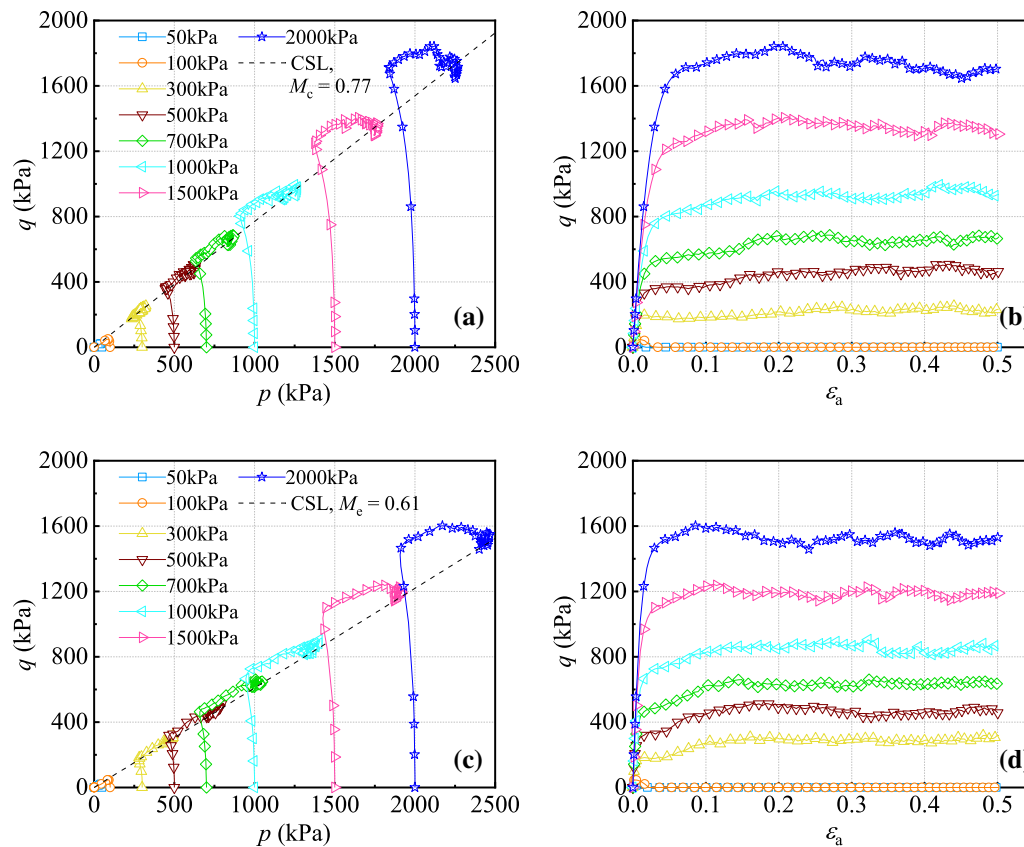 2000
1600
1200
800
400
0
q (kPa)
50kPa
2000kPa
100kPa
CSL,
300kPa
Mc = 0.77
500kPa
700kPa
1000kPa
1500kPa
(a)
0 500 1000 1500 2000 2500
p (kPa)
2000
1600
1200
800
400
0
q (kPa)
(b)
0.0 0.1 0.2 0.3 0.4 0.5
εa
2000
1600
1200
800
400
0
q (kPa)
50kPa
2000kPa
100kPa
CSL, Me = 0.61
300kPa
500kPa
700kPa
1000kPa
1500kPa
(c)
0 500 1000 1500 2000 2500
p (kPa)
2000
1600
1200
800
400
0
q (kPa)
(d)
0.0 0.1 0.2 0.3 0.4 0.5
εa